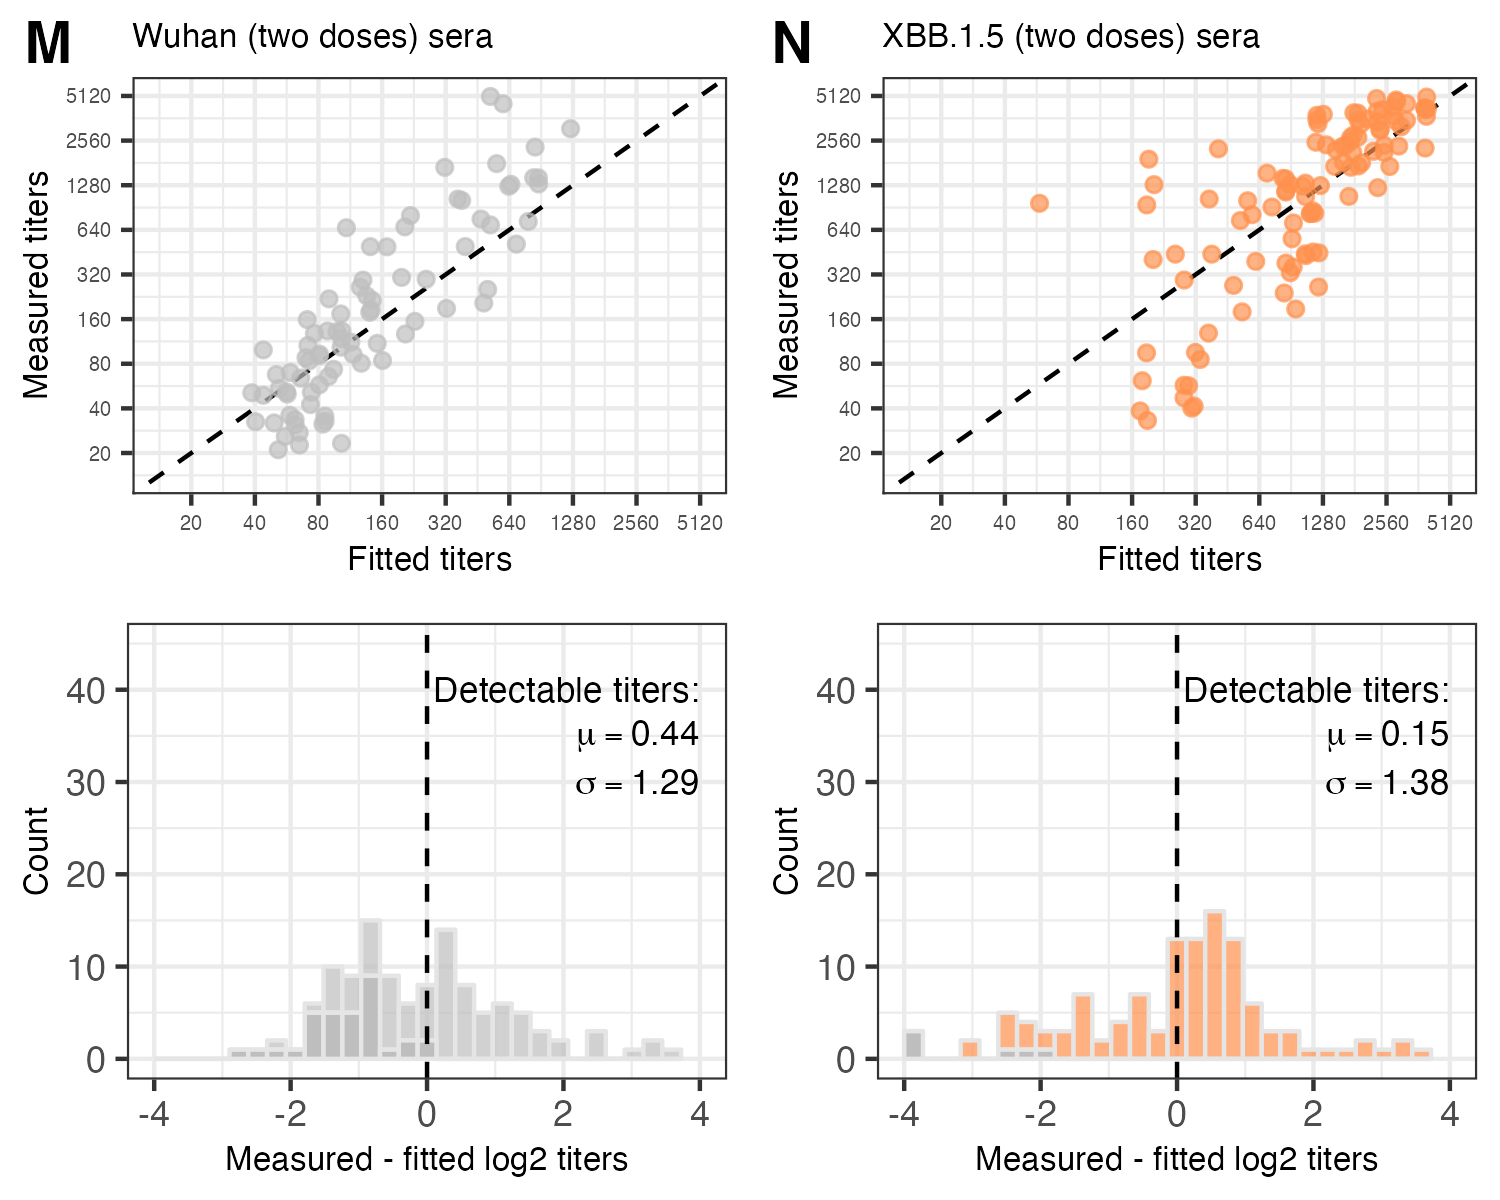 M Wuhan (two doses) sera
5120
2560
1280
640
320
160
80
40
20
Measured titers
20 40 80 160 320 640 1280 2560 5120
Fitted titers
N XBB.1.5 (two doses) sera
5120
2560
1280
640
320
160
80
40
20
Measured titers
20 40 80 160 320 640 1280 2560 5120
Fitted titers
Detectable titers:
μ = 0.44
σ = 1.29
40
30
20
10
0
Count
-4 -2 0 2 4
Measured - fitted log2 titers
Detectable titers:
μ = 0.15
σ = 1.38
40
30
20
10
0
Count
-4 -2 0 2 4
Measured - fitted log2 titers